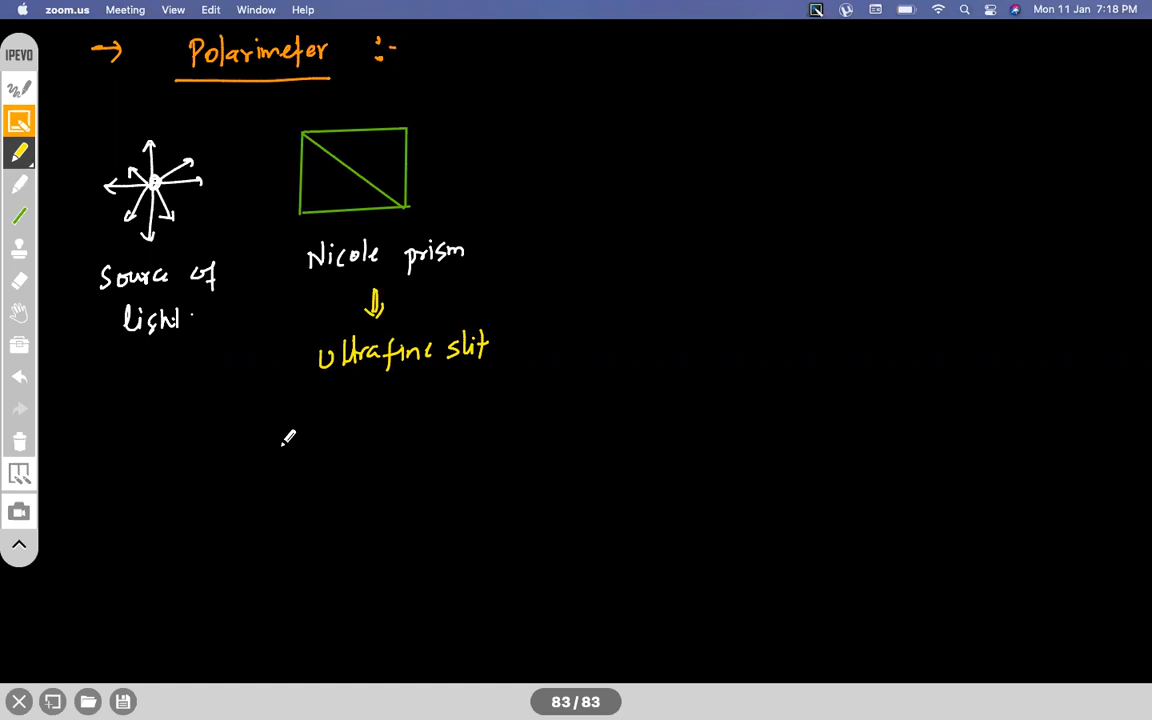 zoom.us Meeting View Edit Window Help Mon 11 Jan 7:18 PM
IPEVO
→ Polarimeter :-
Source of
light
Nicole prism
⇓
Ultrafine slit
83/83